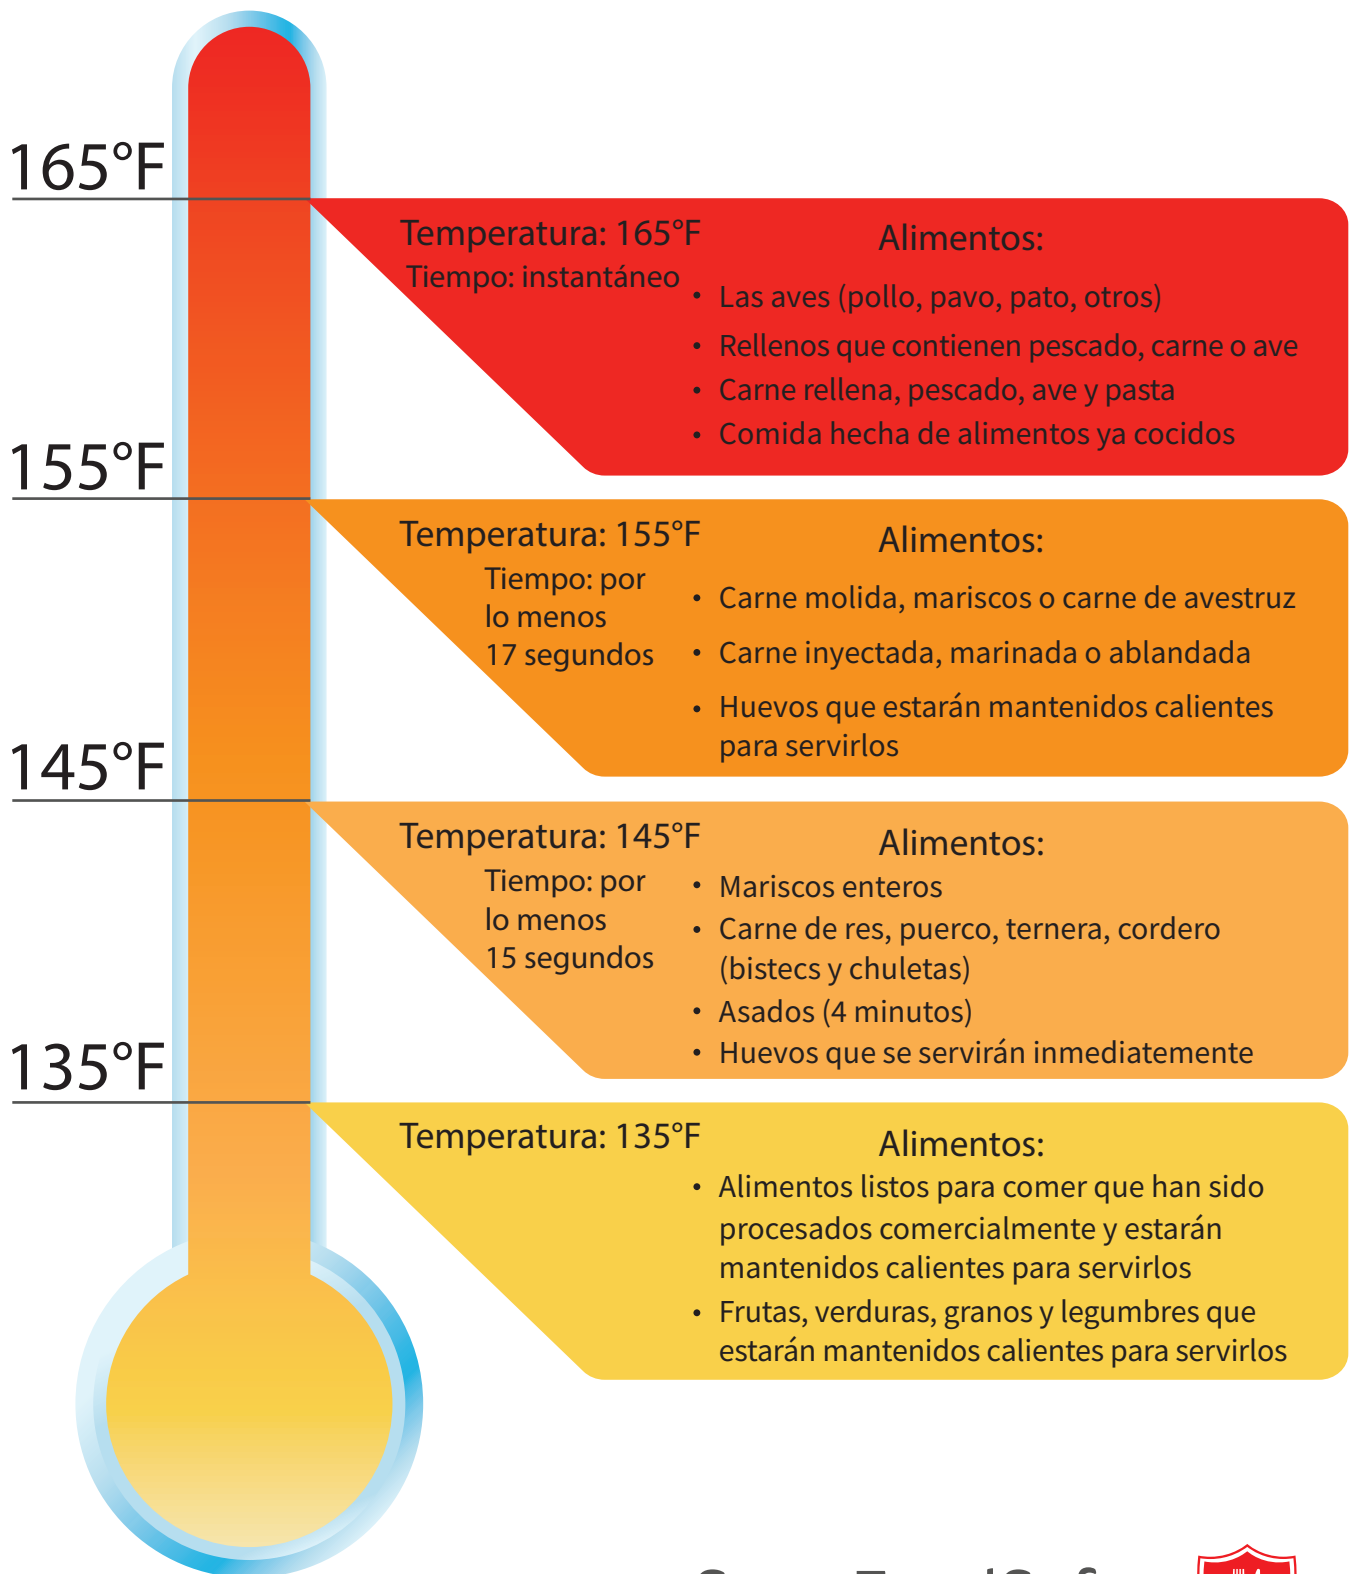 165°F
Temperatura: 165°F
Tiempo: instantáneo
Alimentos:
• Las aves (pollo, pavo, pato, otros)
• Rellenos que contienen pescado, carne o ave
• Carne rellena, pescado, ave y pasta
• Comida hecha de alimentos ya cocidos
155°F
Temperatura: 155°F
Tiempo: por
lo menos
17 segundos
Alimentos:
• Carne molida, mariscos o carne de avestruz
• Carne inyectada, marinada o ablandada
• Huevos que estarán mantenidos calientes
para servirlos
145°F
Temperatura: 145°F
Tiempo: por
lo menos
15 segundos
Alimentos:
• Mariscos enteros
• Carne de res, puerco, ternera, cordero
(bistecs y chuletas)
• Asados (4 minutos)
• Huevos que se servirán inmediatemente
135°F
Temperatura: 135°F
Alimentos:
• Alimentos listos para comer que han sido
procesados comercialmente y estarán
mantenidos calientes para servirlos
• Frutas, verduras, granos y legumbres que
estarán mantenidos calientes para servirlos